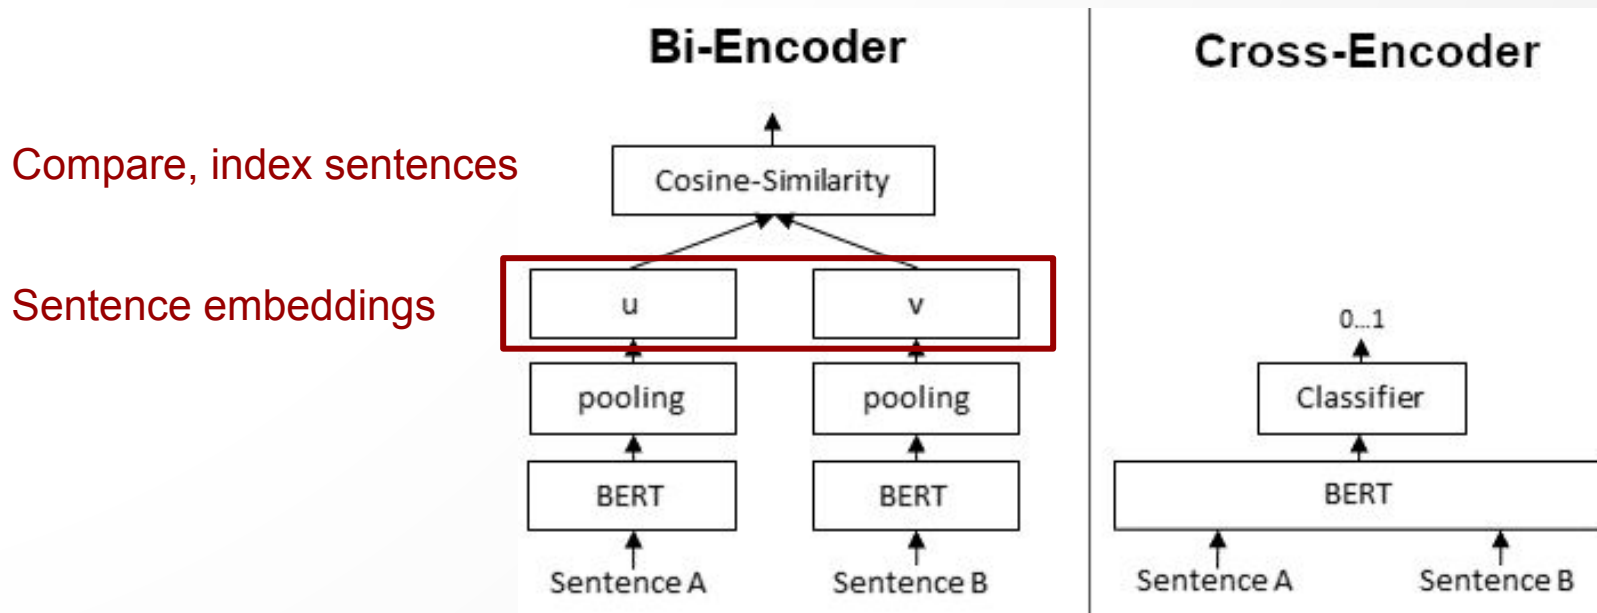 Bi-Encoder
Cross-Encoder
Compare, index sentences
Cosine-Similarity
Sentence embeddings
u
v
pooling
pooling
BERT
BERT
Sentence A
Sentence B
0...1
Classifier
BERT
Sentence A
Sentence B